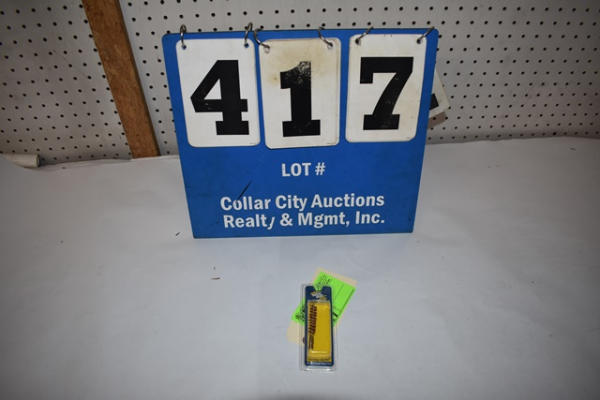 417
LOT #
Collar City Auctions
Realty & Mgmt, Inc.